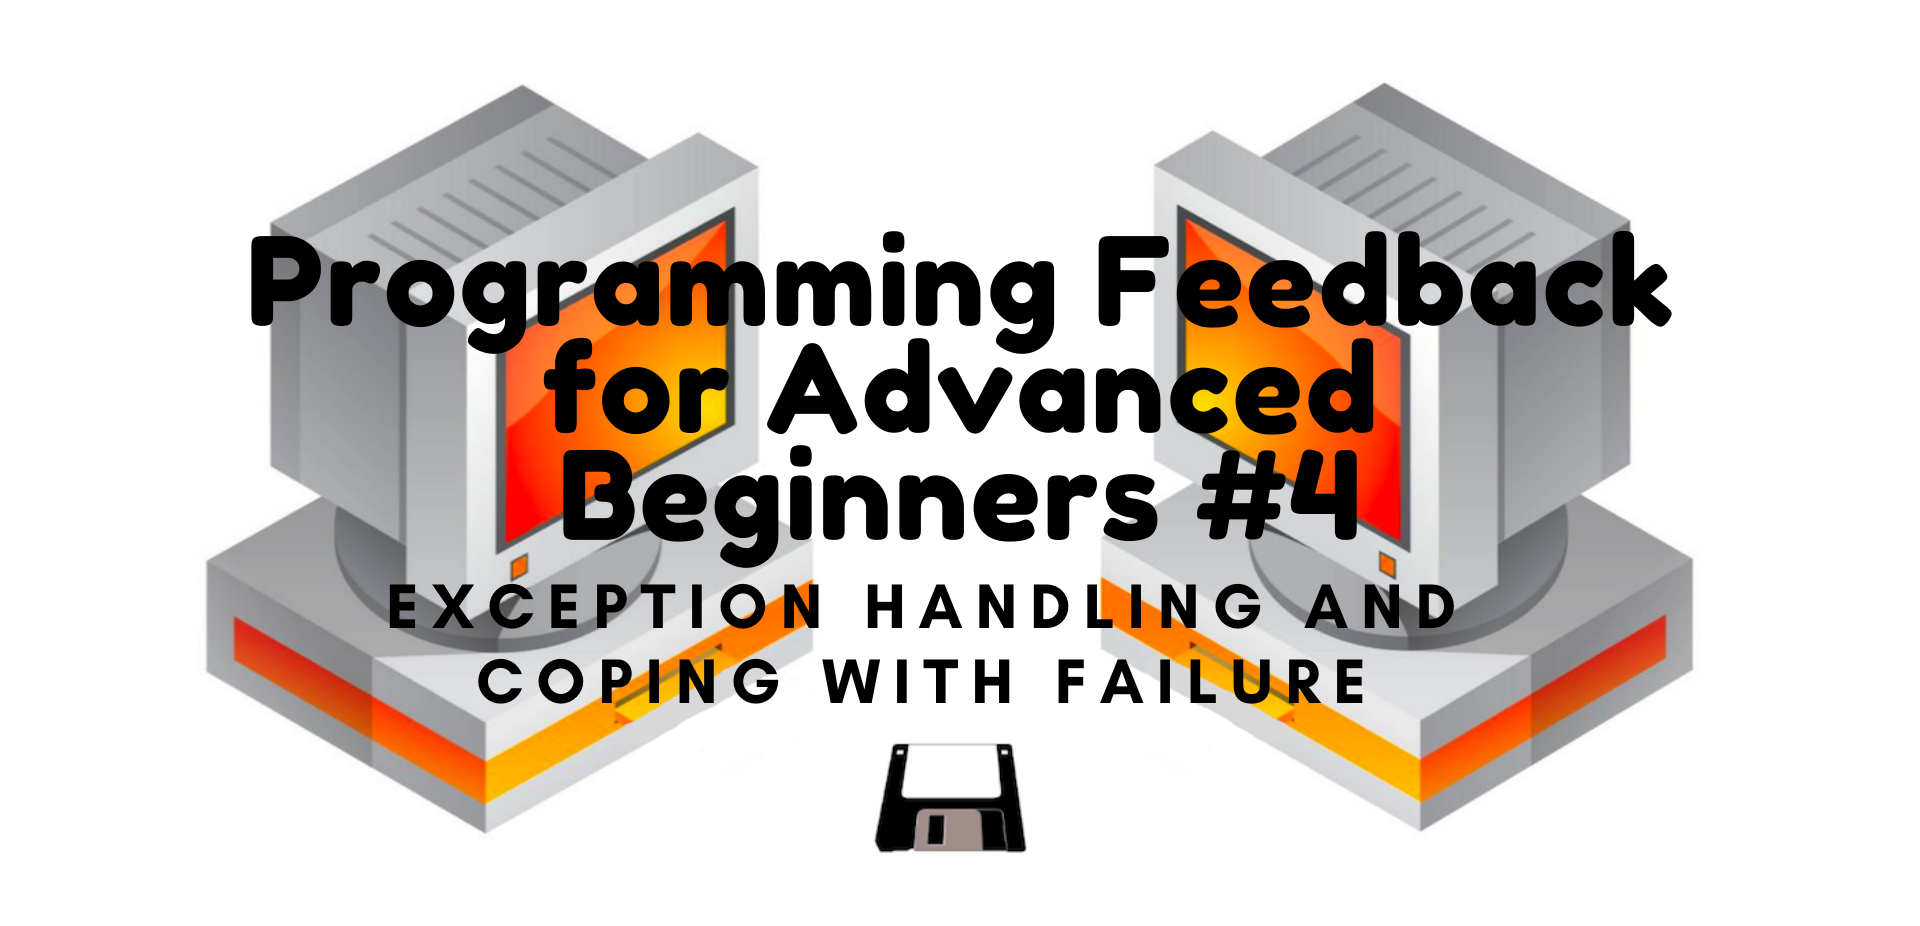 Programming Feedback
for Advanced
Beginners #4
EXCEPTION HANDLING AND
COPING WITH FAILURE